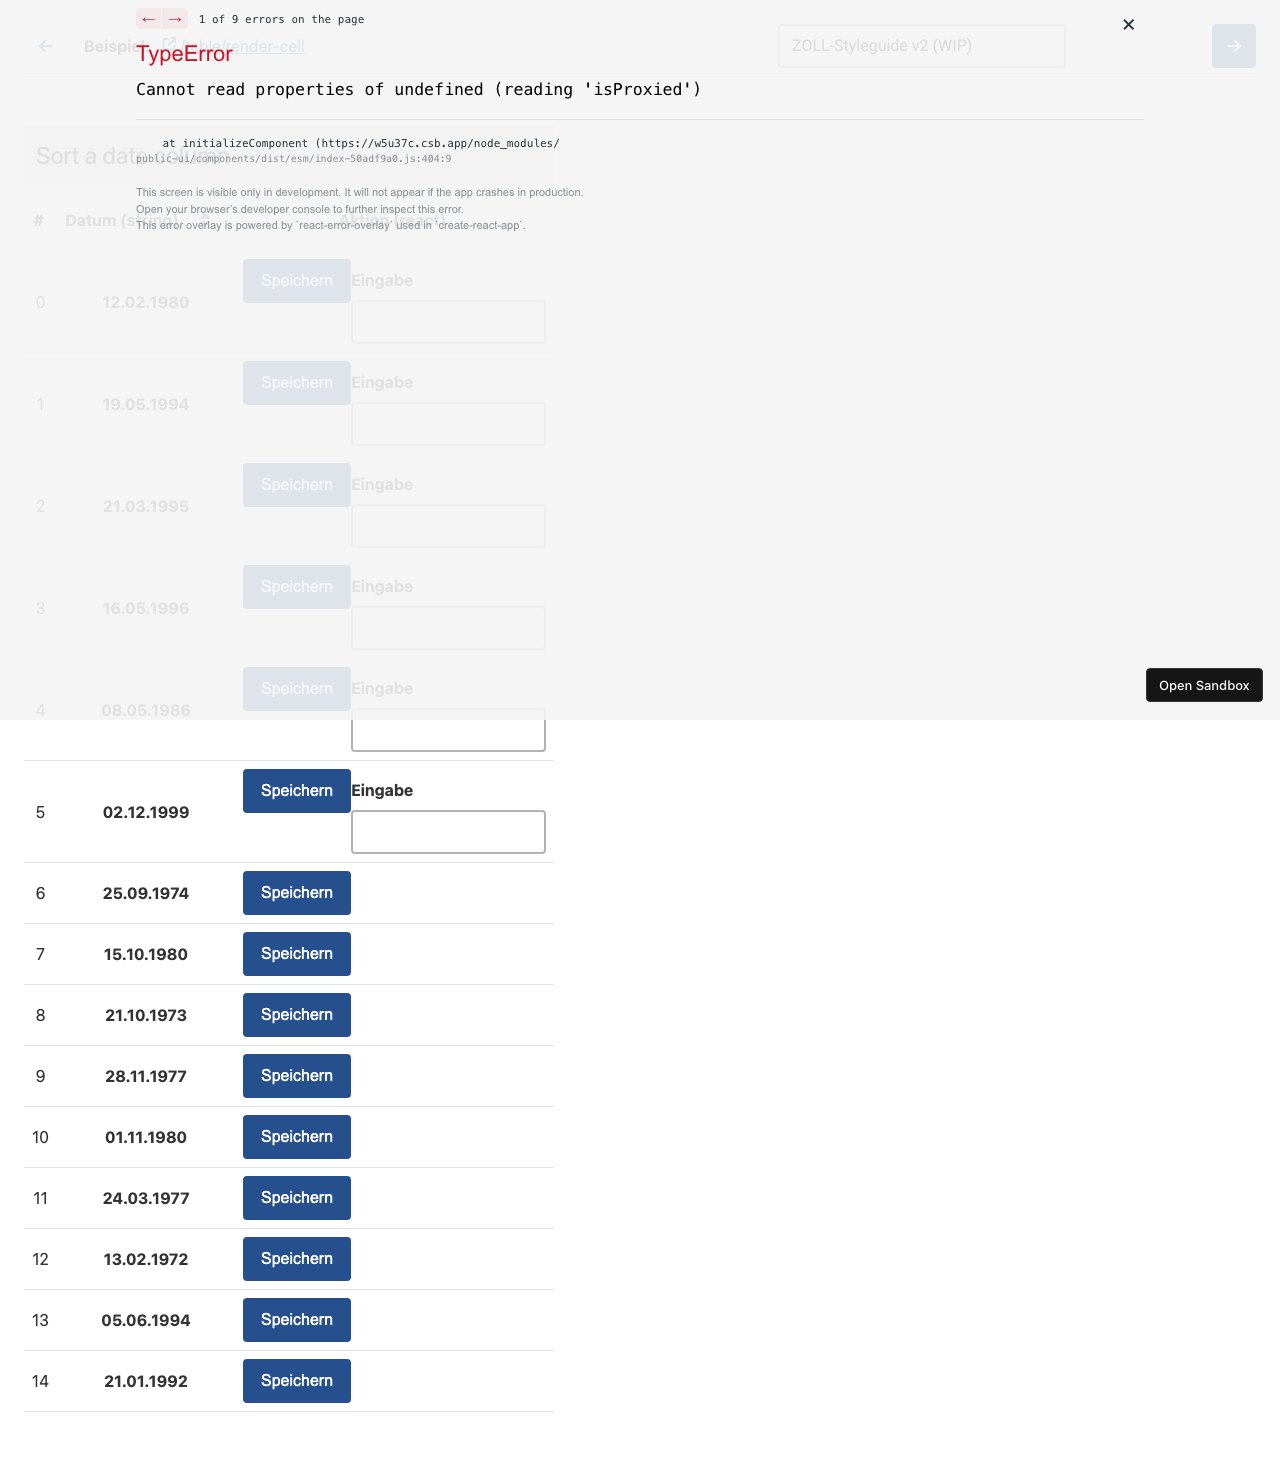 ← → 1 of 9 errors on the page
Beispiel /table/render-cell
ZOLL-Styleguide v2 (WIP)
TypeError
Cannot read properties of undefined (reading 'isProxied')
at initializeComponent (https://w5u37c.csb.app/node_modules/
public-ui/components/dist/esm/index-50adf9a0.js:404:9
Sort a date column
This screen is visible only in development. It will not appear if the app crashes in production.
Open your browser's developer console to further inspect this error.
This error overlay is powered by `react-error-overlay` used in `create-react-app`.
# Datum (string) Aktion (react)
0 12.02.1980 Speichern Eingabe
1 19.05.1994 Speichern Eingabe
2 21.03.1995 Speichern Eingabe
3 16.05.1996 Speichern Eingabe
4 08.05.1986 Speichern Eingabe
Open Sandbox
5 02.12.1999 Speichern Eingabe
6 25.09.1974 Speichern
7 15.10.1980 Speichern
8 21.10.1973 Speichern
9 28.11.1977 Speichern
10 01.11.1980 Speichern
11 24.03.1977 Speichern
12 13.02.1972 Speichern
13 05.06.1994 Speichern
14 21.01.1992 Speichern